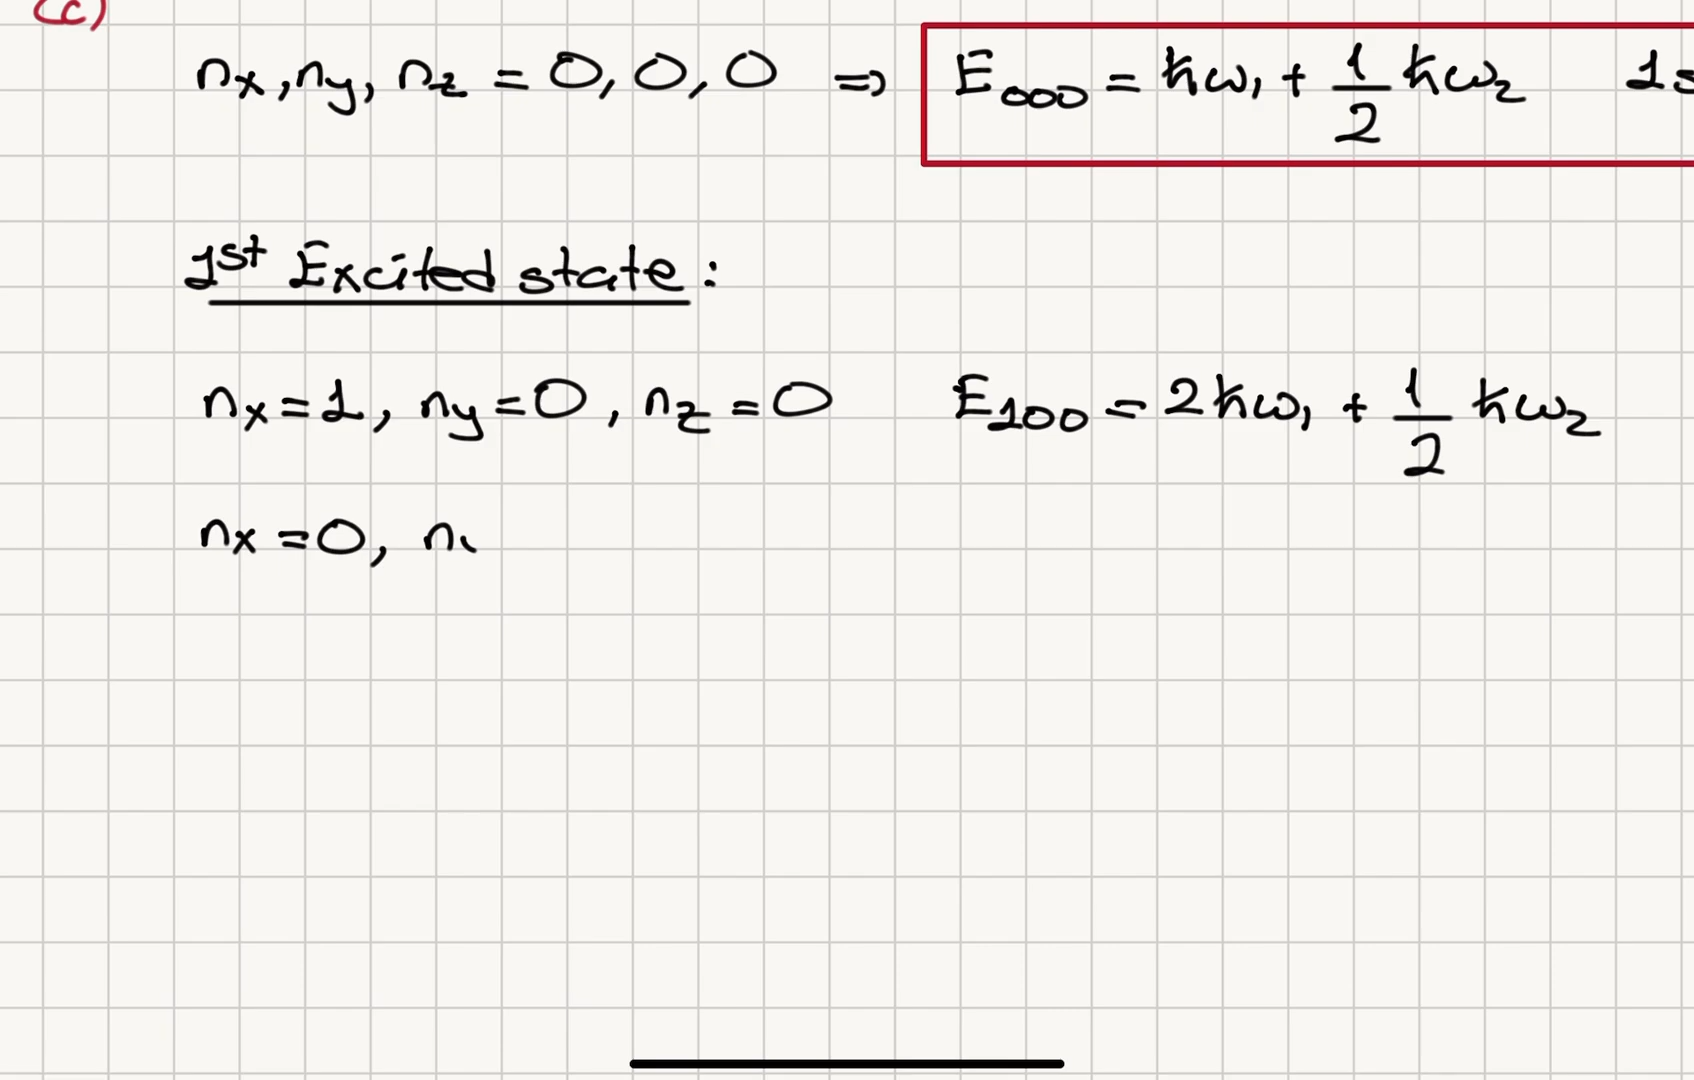 (c)
nx, ny, nz = 0, 0, 0 ⇒ E₀₀₀ = ħω₁ + 1/2 ħω₂ 1s
1st Excited state:
nx = 1, ny = 0, nz = 0 E₁₀₀ = 2ħω₁ + 1/2 ħω₂
nx = 0, n